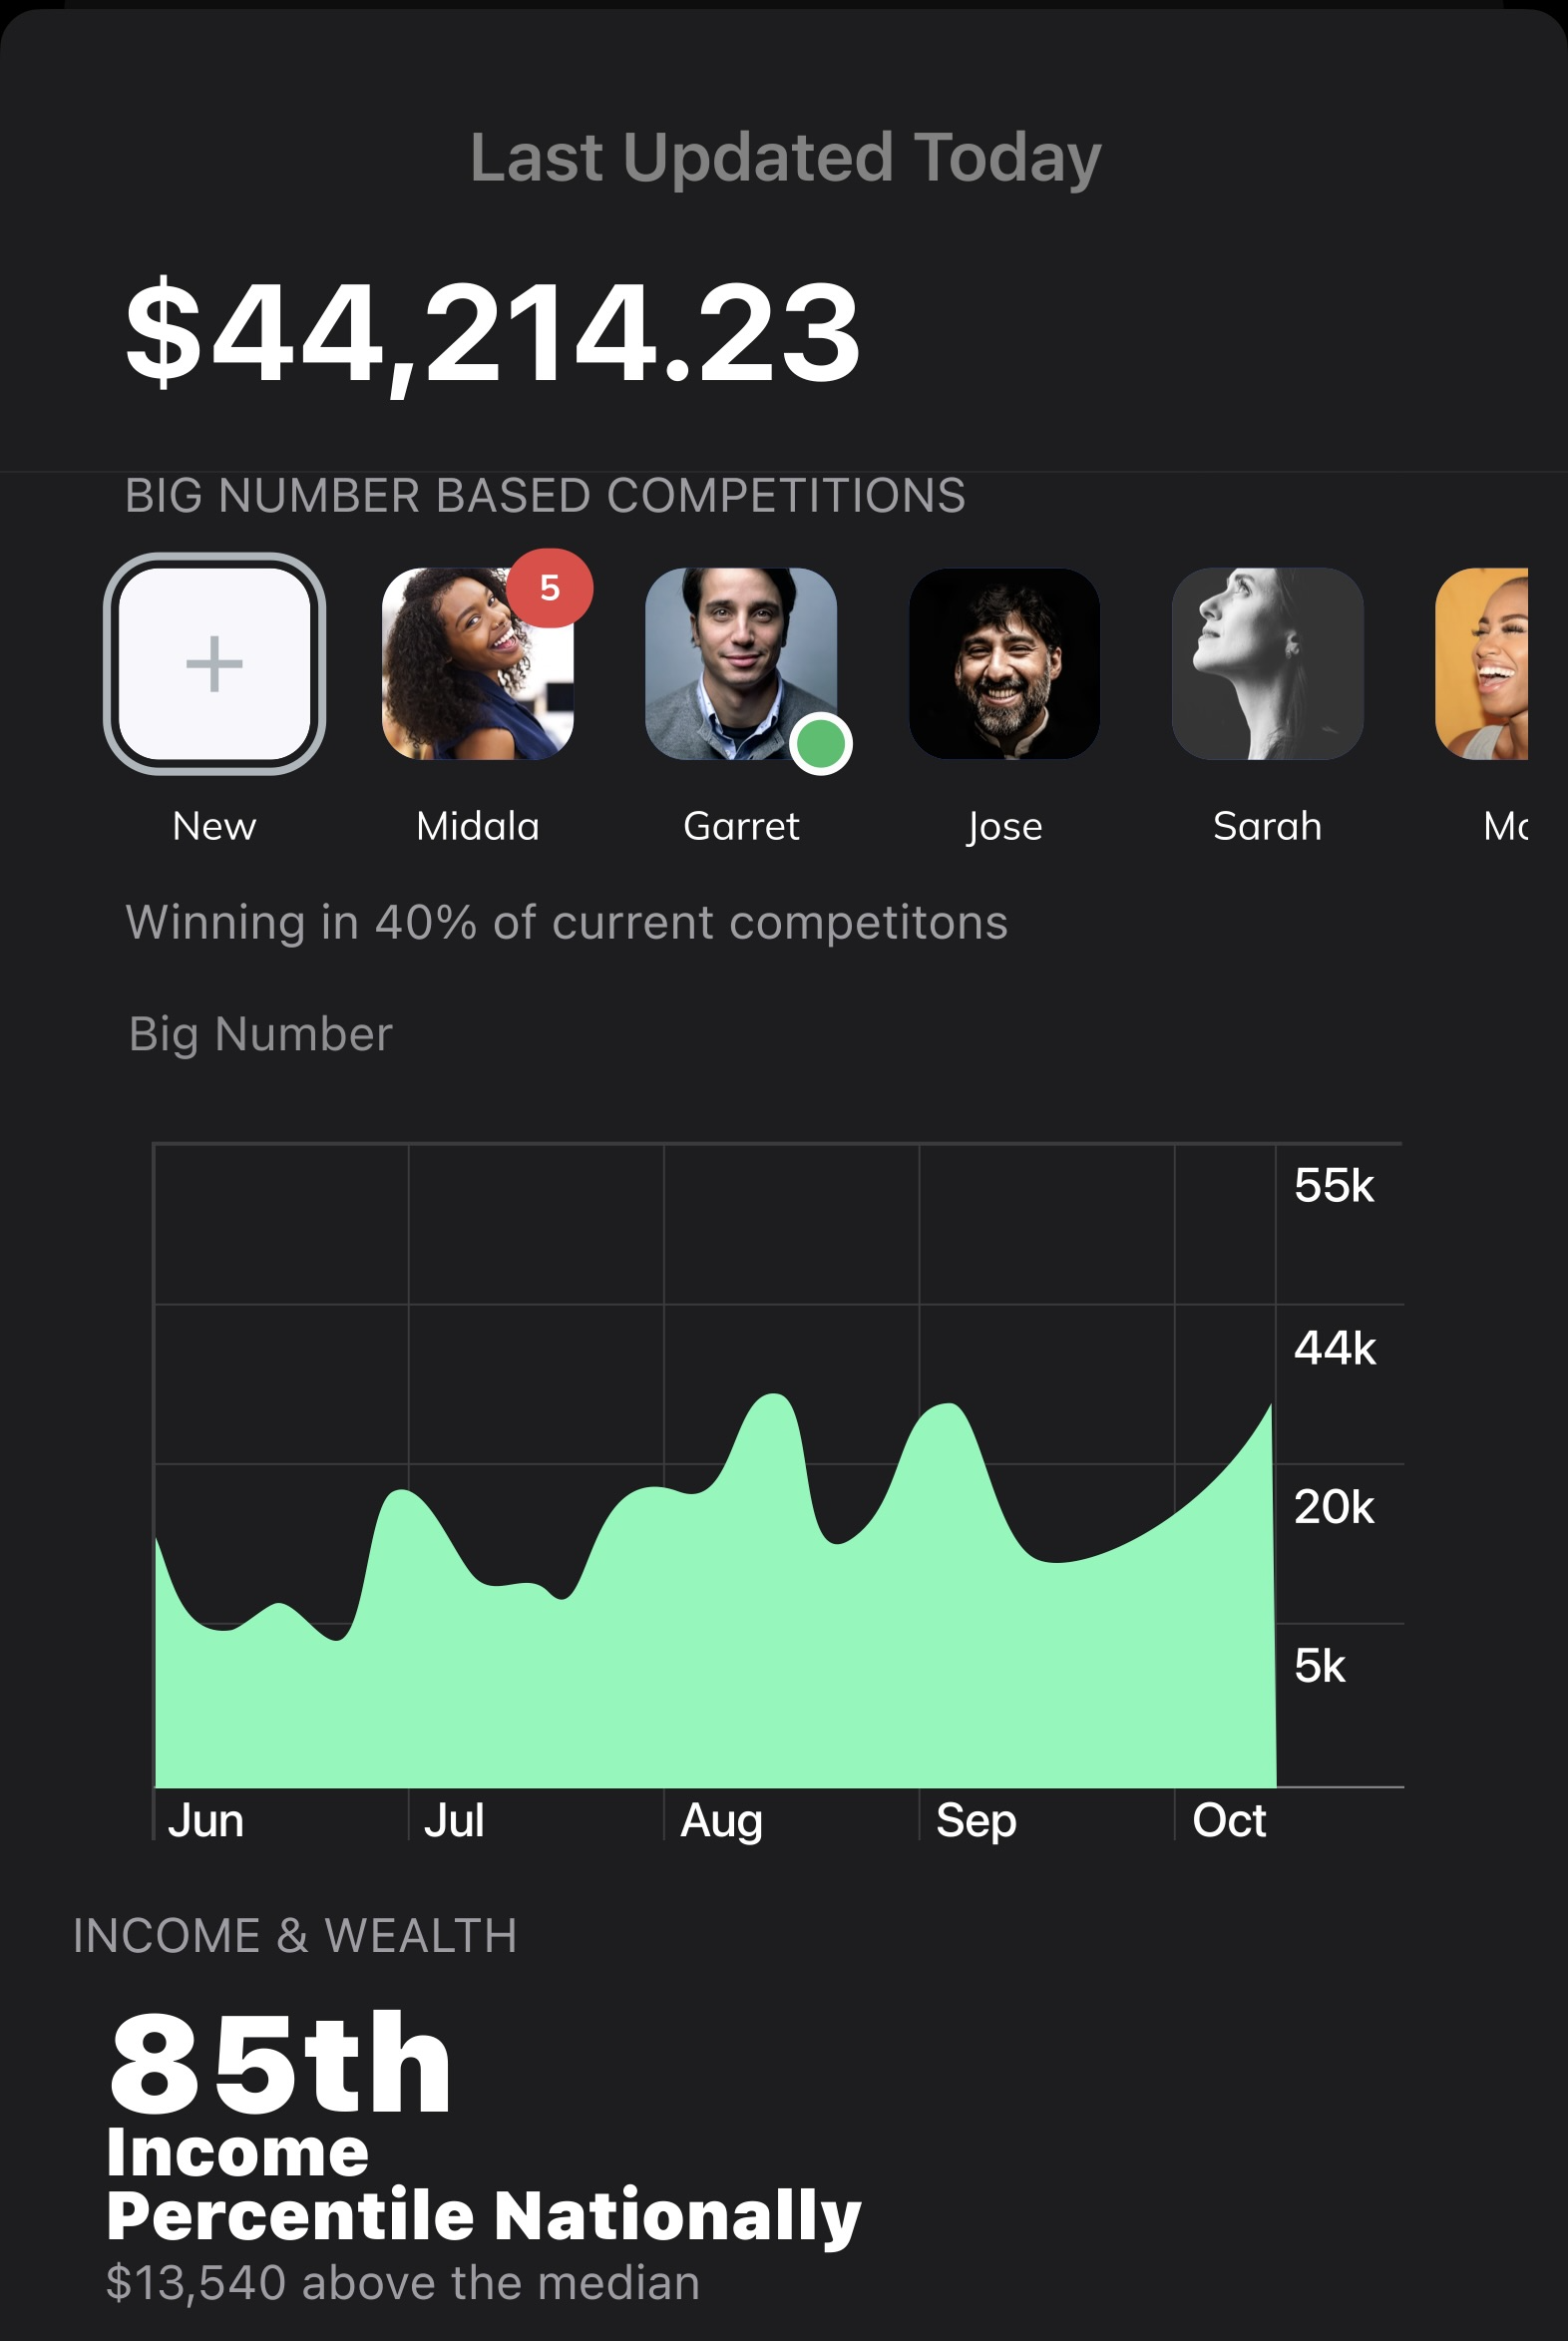 Last Updated Today
$44,214.23
BIG NUMBER BASED COMPETITIONS
5
New
Midala
Garret
Jose
Sarah
Winning in 40% of current competitons
Big Number
55k
44k
20k
5k
Jun
Jul
Aug
Sep
Oct
INCOME & WEALTH
85th
Income
Percentile Nationally
$13,540 above the median